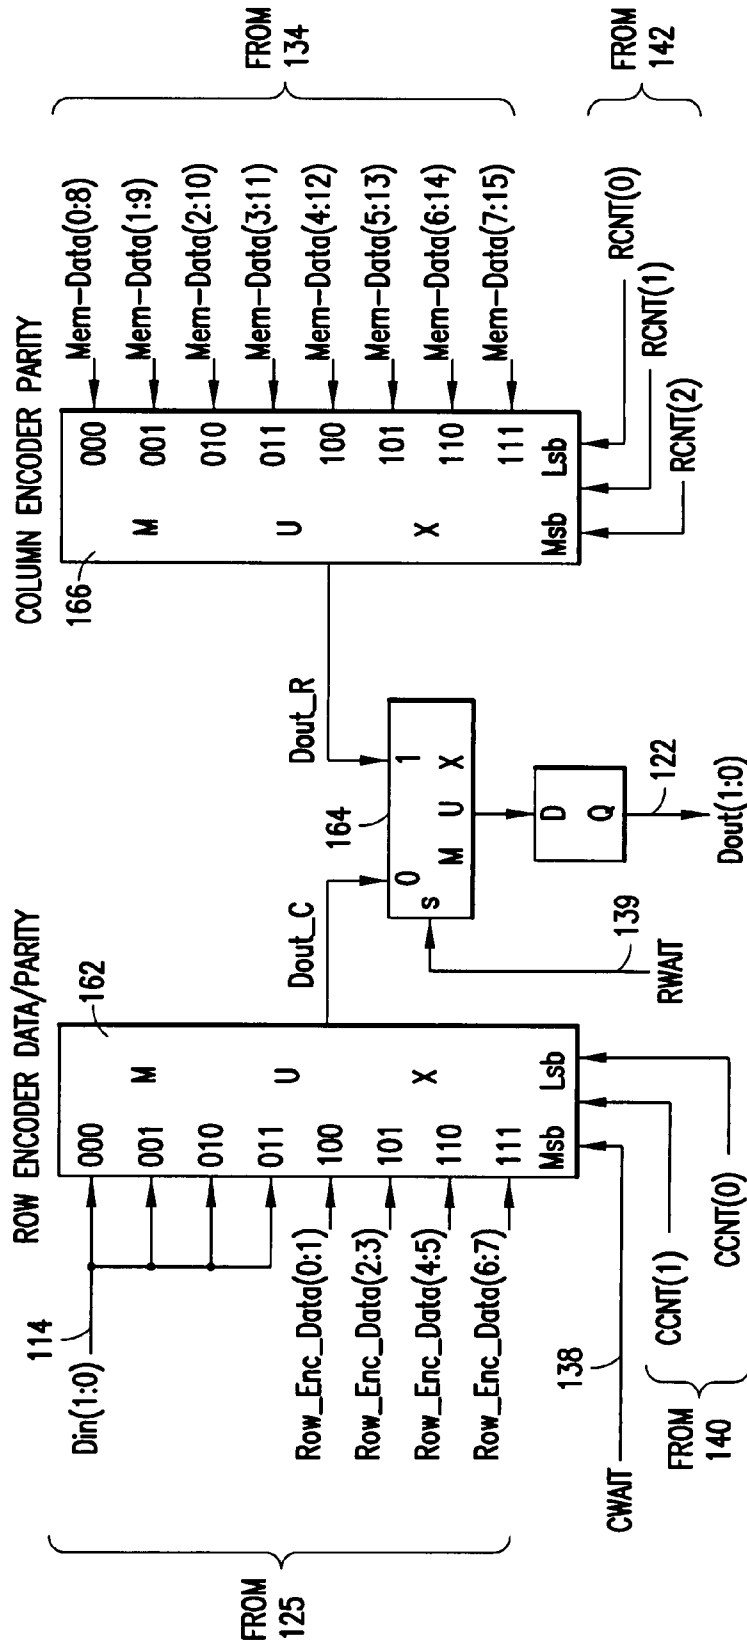 ROW ENCODER DATA/PARITY
162
114
Din(1:0)
000
001
010
011
100
101
110
111
M
U
X
Msb
Lsb
Row_Enc_Data(0:1)
Row_Enc_Data(2:3)
Row_Enc_Data(4:5)
Row_Enc_Data(6:7)
FROM
125
CWAIT
138
CCNT(1)
CCNT(0)
FROM
140
Dout_C
Dout_R
164
0
1
s
M U X
RWAIT
139
D
Q
122
Dout(1:0)
COLUMN ENCODER PARITY
166
M
U
X
000
001
010
011
100
101
110
111
Msb
Lsb
Mem-Data(0:8)
Mem-Data(1:9)
Mem-Data(2:10)
Mem-Data(3:11)
Mem-Data(4:12)
Mem-Data(5:13)
Mem-Data(6:14)
Mem-Data(7:15)
FROM
134
RCNT(2)
RCNT(1)
RCNT(0)
FROM
142